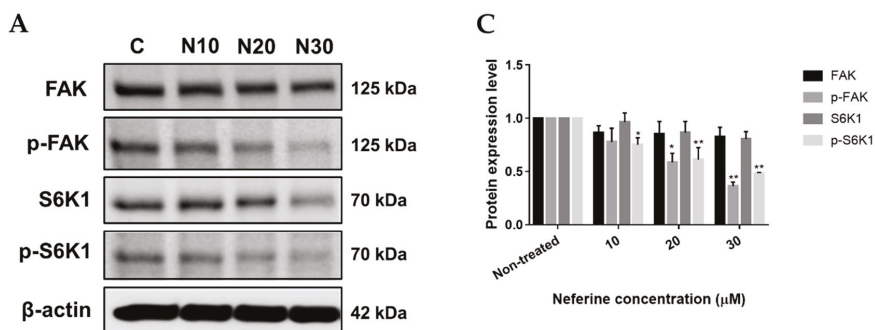 A
C N10 N20 N30
FAK 125 kDa
p-FAK 125 kDa
S6K1 70 kDa
p-S6K1 70 kDa
β-actin 42 kDa
C
Protein expression level
1.5
1.0
0.5
0.0
* * ** ** **
Non-treated 10 20 30
Neferine concentration (μM)
FAK
p-FAK
S6K1
p-S6K1